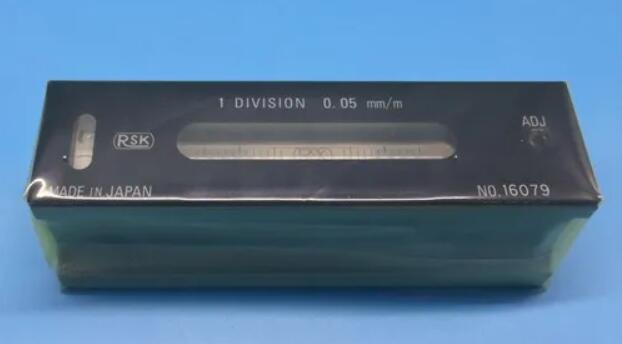 1 DIVISION 0.05 mm/m
RSK
ADJ
MADE IN JAPAN
NO.16079